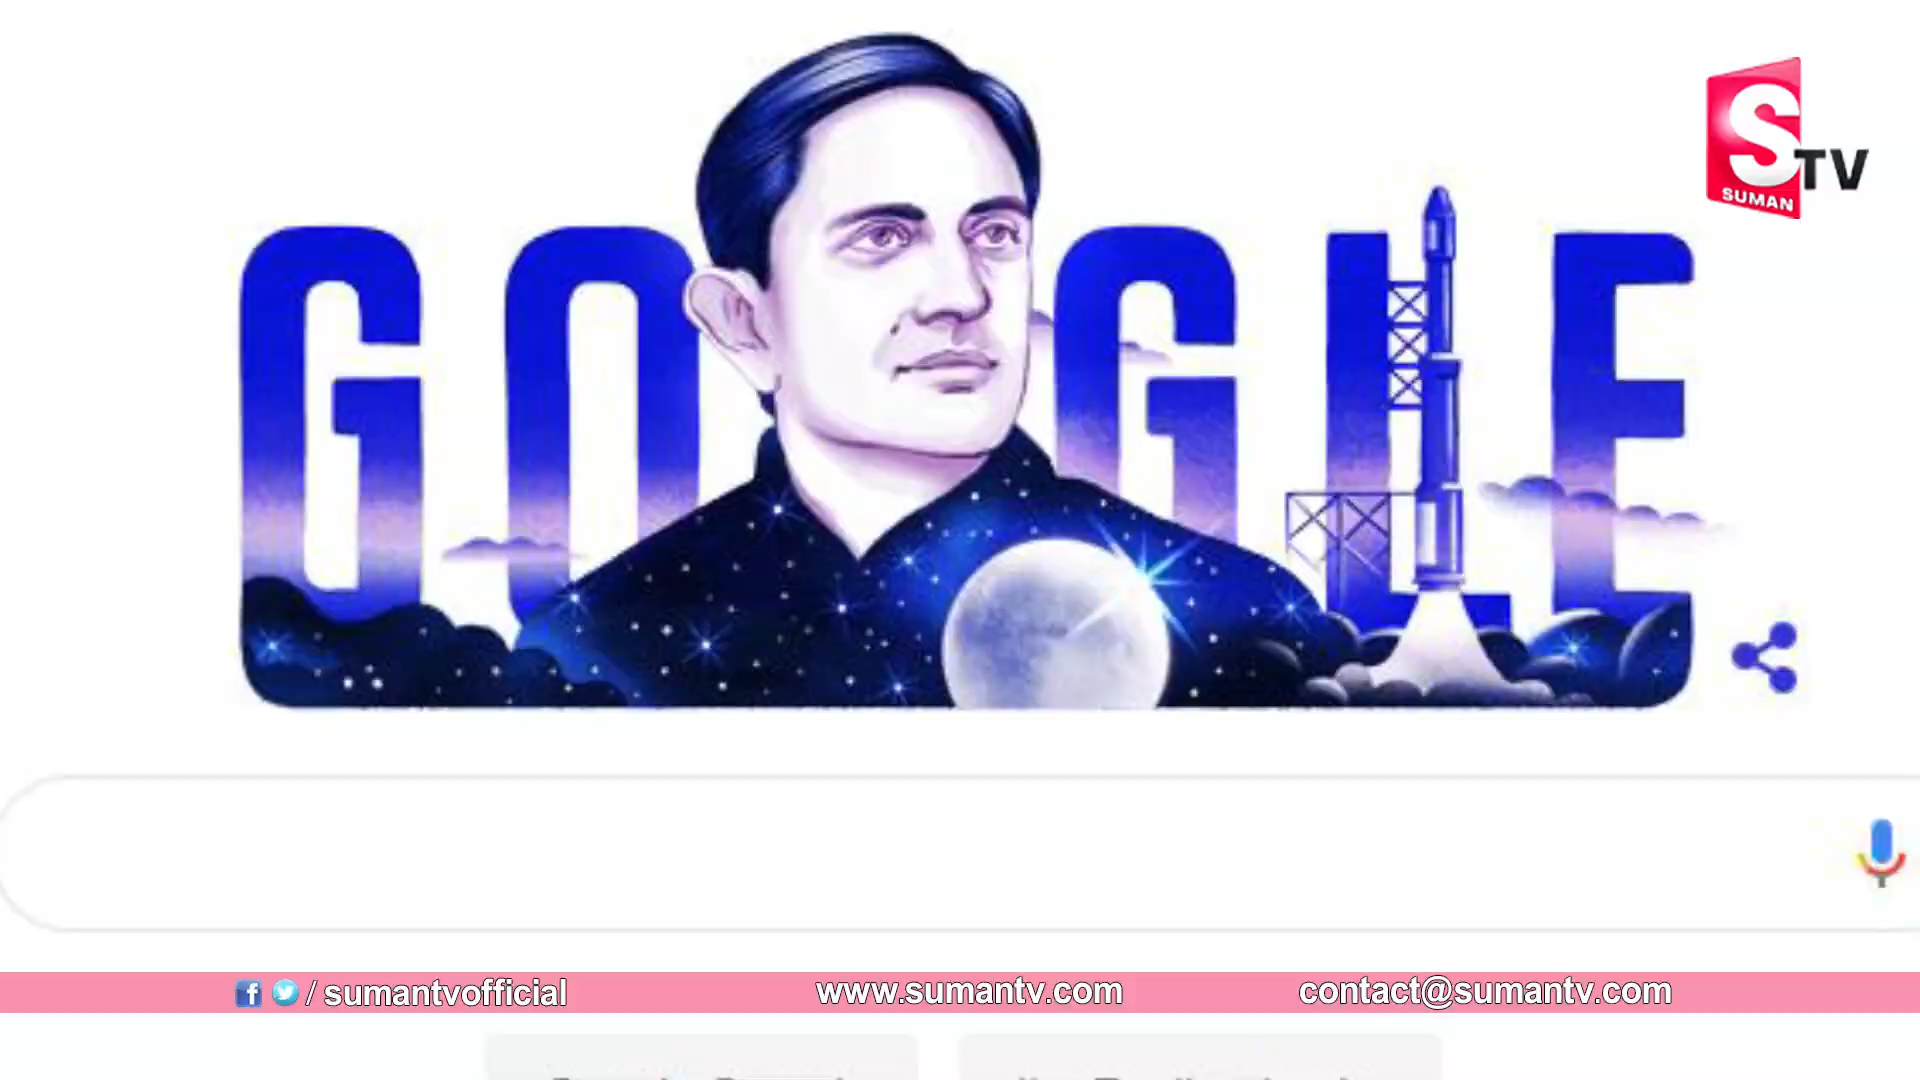 GOOGLE
S
TV
SUMAN
/ sumantvofficial
www.sumantv.com
contact@sumantv.com